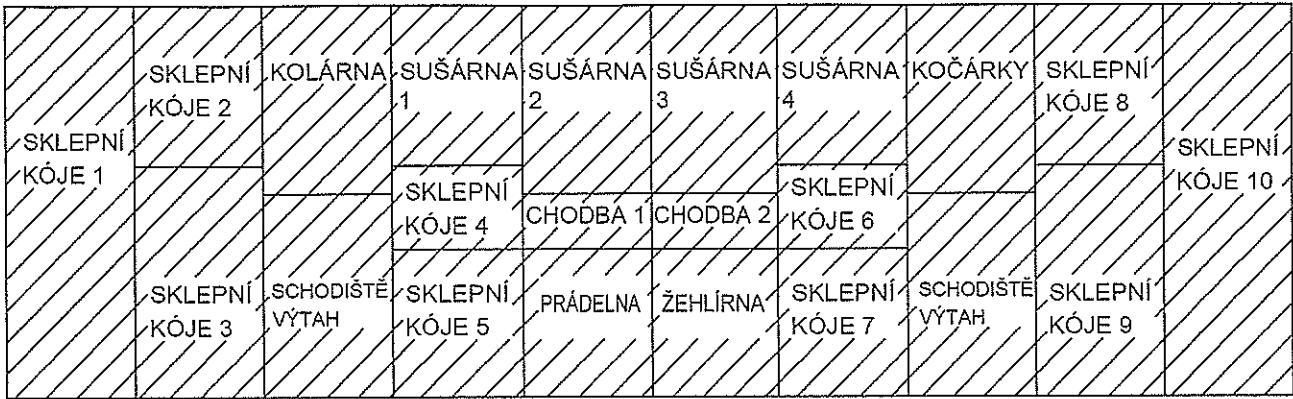 SKLEPNÍ
KÓJE 1
SKLEPNÍ
KÓJE 2
SKLEPNÍ
KÓJE 3
KOLÁRNA
SCHODIŠTĚ
VÝTAH
SUŠÁRNA
1
SKLEPNÍ
KÓJE 4
SKLEPNÍ
KÓJE 5
SUŠÁRNA
2
CHODBA 1
PRÁDELNA
SUŠÁRNA
3
CHODBA 2
ŽEHLÍRNA
SUŠÁRNA
4
SKLEPNÍ
KÓJE 6
SKLEPNÍ
KÓJE 7
KOČÁRKY
SCHODIŠTĚ
VÝTAH
SKLEPNÍ
KÓJE 8
SKLEPNÍ
KÓJE 9
SKLEPNÍ
KÓJE 10